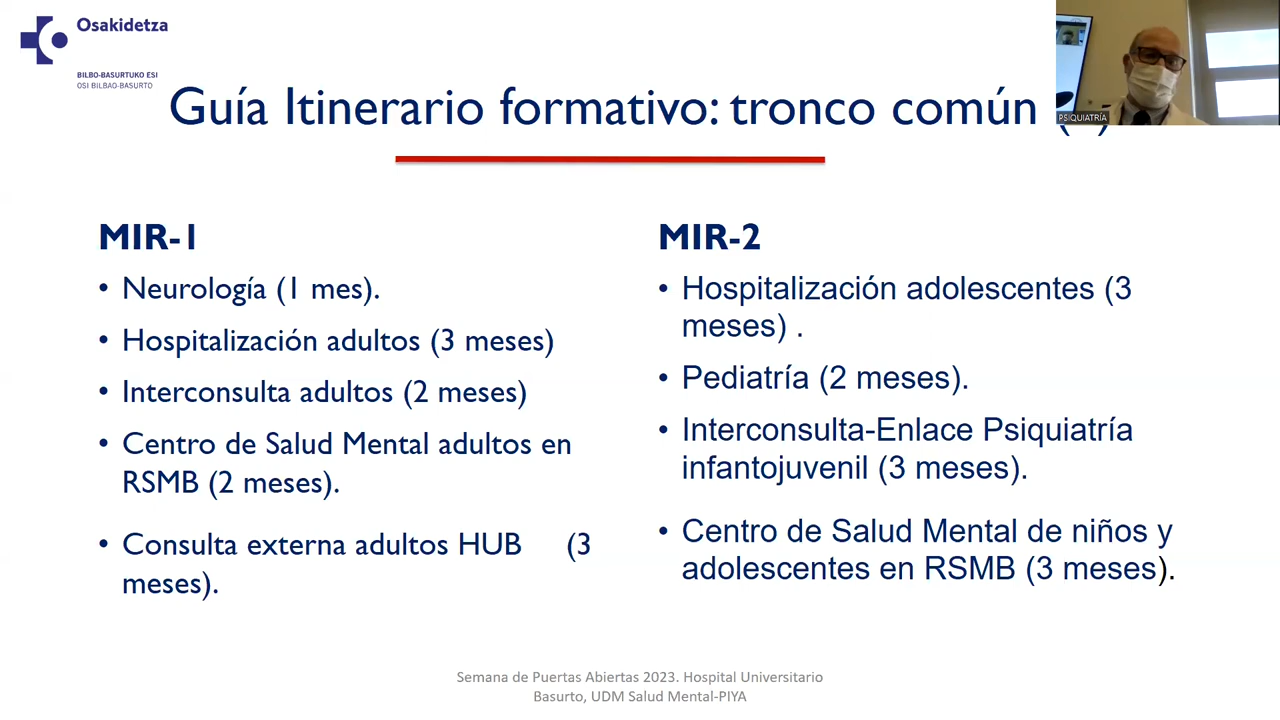 Osakidetza
BILBO-BASURTUKO ESI
OSI BILBAO-BASURTO
Guía Itinerario formativo: tronco común
PSIQUIATRÍA
MIR-1
• Neurología (1 mes).
• Hospitalización adultos (3 meses)
• Interconsulta adultos (2 meses)
• Centro de Salud Mental adultos en
RSMB (2 meses).
• Consulta externa adultos HUB (3
meses).
MIR-2
• Hospitalización adolescentes (3
meses) .
• Pediatría (2 meses).
• Interconsulta-Enlace Psiquiatría
infantojuvenil (3 meses).
• Centro de Salud Mental de niños y
adolescentes en RSMB (3 meses).
Semana de Puertas Abiertas 2023. Hospital Universitario
Basurto, UDM Salud Mental-PIYA